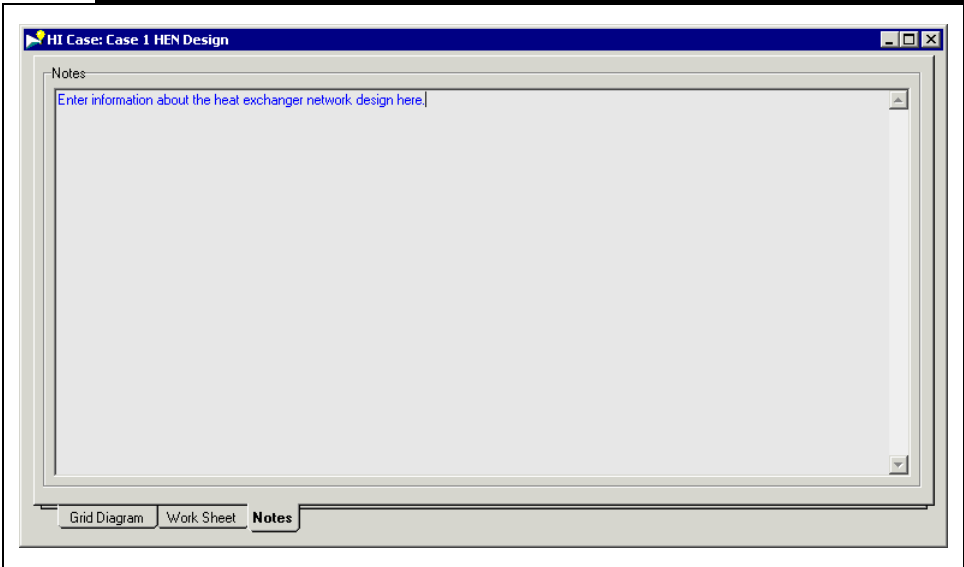 HI Case: Case 1 HEN Design
Notes
Enter information about the heat exchanger network design here.
Grid Diagram Work Sheet Notes